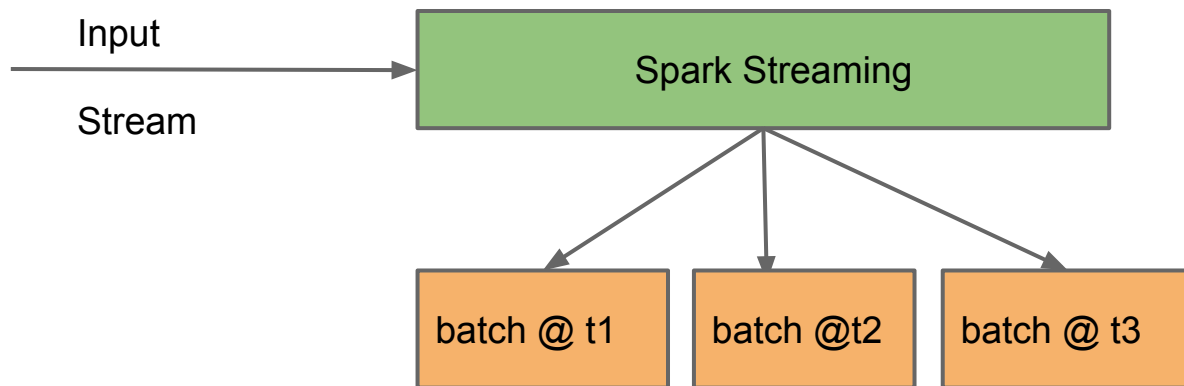 Input
Stream
Spark Streaming
batch @ t1
batch @t2
batch @ t3